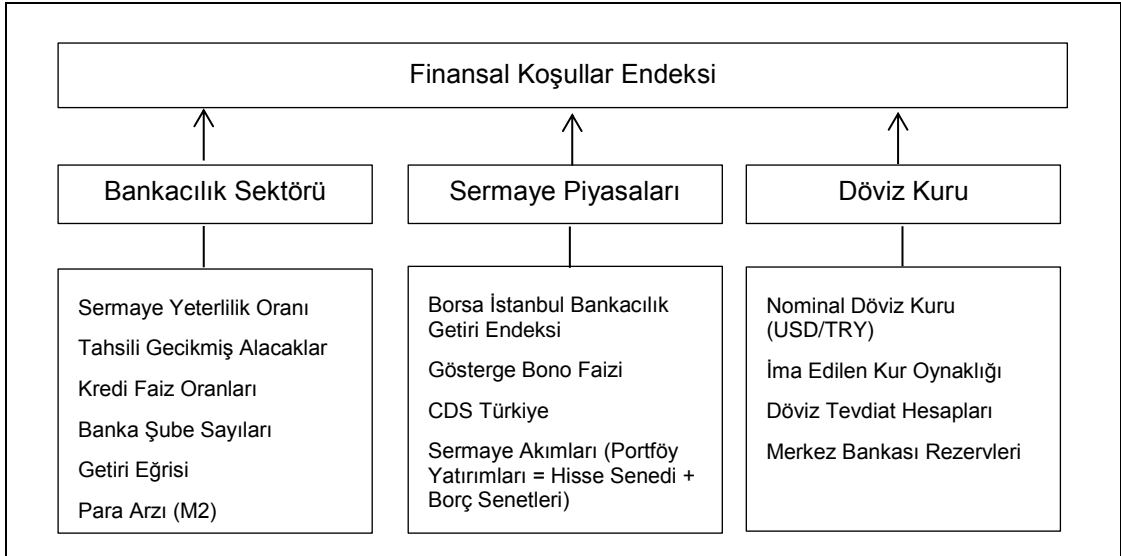 Finansal Koşullar Endeksi
Bankacılık Sektörü
Sermaye Yeterlilik Oranı
Tahsili Gecikmiş Alacaklar
Kredi Faiz Oranları
Banka Şube Sayıları
Getiri Eğrisi
Para Arzı (M2)
Sermaye Piyasaları
Borsa İstanbul Bankacılık
Getiri Endeksi
Gösterge Bono Faizi
CDS Türkiye
Sermaye Akımları (Portföy
Yatırımları = Hisse Senedi +
Borç Senetleri)
Döviz Kuru
Nominal Döviz Kuru
(USD/TRY)
İma Edilen Kur Oynaklığı
Döviz Tevdiat Hesapları
Merkez Bankası Rezervleri